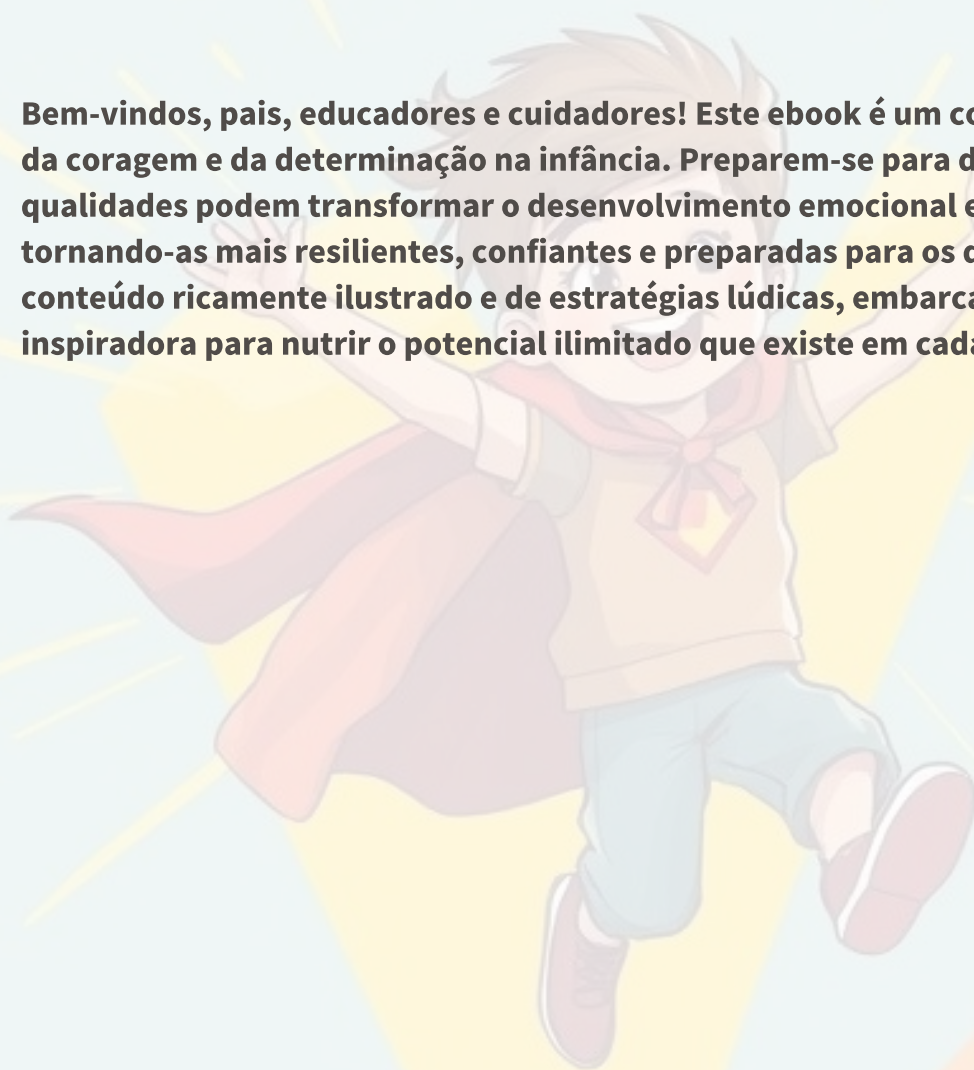 Bem-vindos, pais, educadores e cuidadores! Este ebook é um
da coragem e da determinação na infância. Preparem-se para
qualidades podem transformar o desenvolvimento emocional
tornando-as mais resilientes, confiantes e preparadas para os
conteúdo ricamente ilustrado e de estratégias lúdicas,
inspiradora para nutrir o potencial ilimitado que existe em